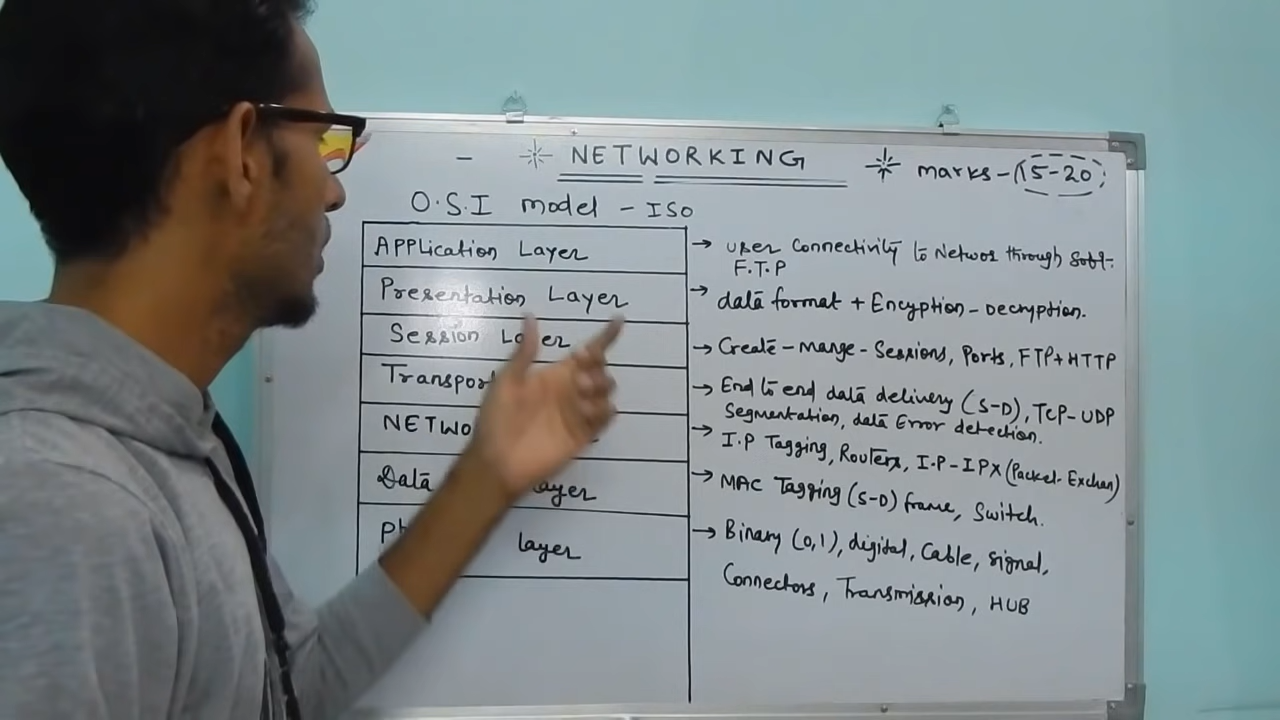 - ✳ NETWORKING ✳ marks - 15-20
O.S.I model - ISO
Application Layer → user Connectivity to Networ through Soft-
F.T.P
Presentation Layer → data format + Encyption - Decryption.
Session Layer → Create - mange - Sessions, Ports, FTP + HTTP
Transpor → End to end data delivery (S-D), TCP - UDP
Segmentation, data Error detection.
NETWO → I.P Tagging, Routers, I.P - IPX (Packet - Exchan)
Data layer → MAC Tagging (S-D) frame, Switch.
Ph layer → Binary (0,1), digital, Cable, signal,
Connectors, Transmission, HUB